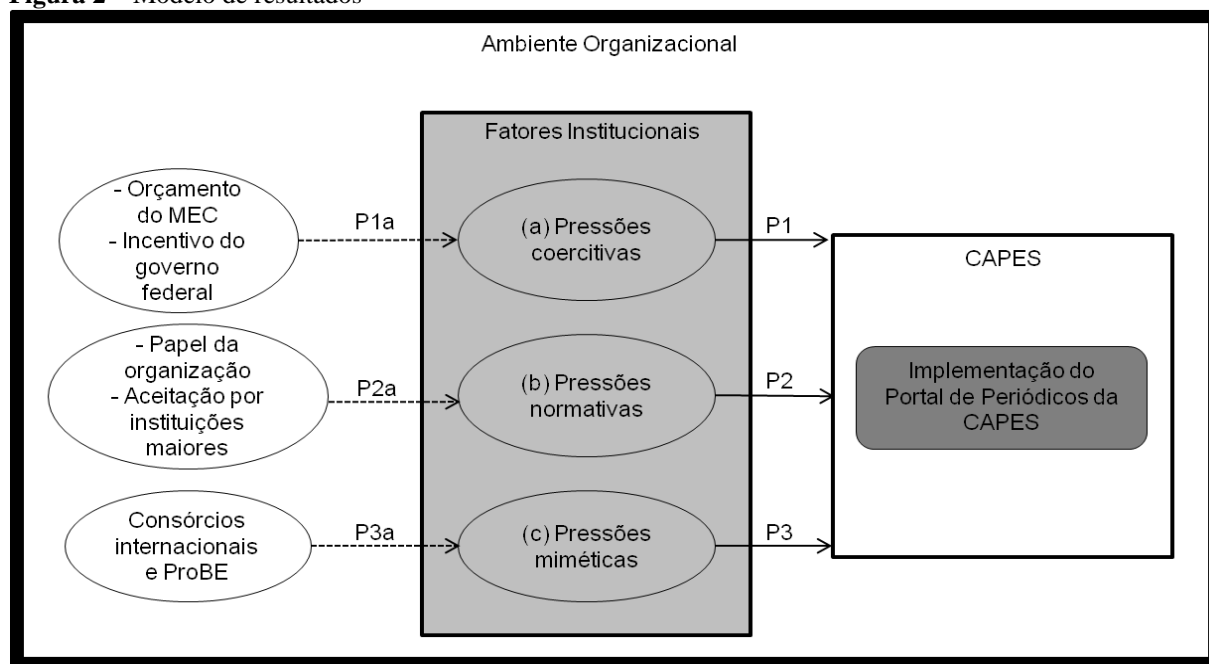 Figura 2 – Modelo de resultados
Ambiente Organizacional
Fatores Institucionais
- Orçamento
do MEC
- Incentivo do
governo
federal
P1a
(a) Pressões
coercitivas
P1
CAPES
- Papel da
organização
- Aceitação por
instituições
maiores
P2a
(b) Pressões
normativas
P2
Implementação do
Portal de Periódicos da
CAPES
Consórcios
internacionais
e ProBE
P3a
(c) Pressões
miméticas
P3